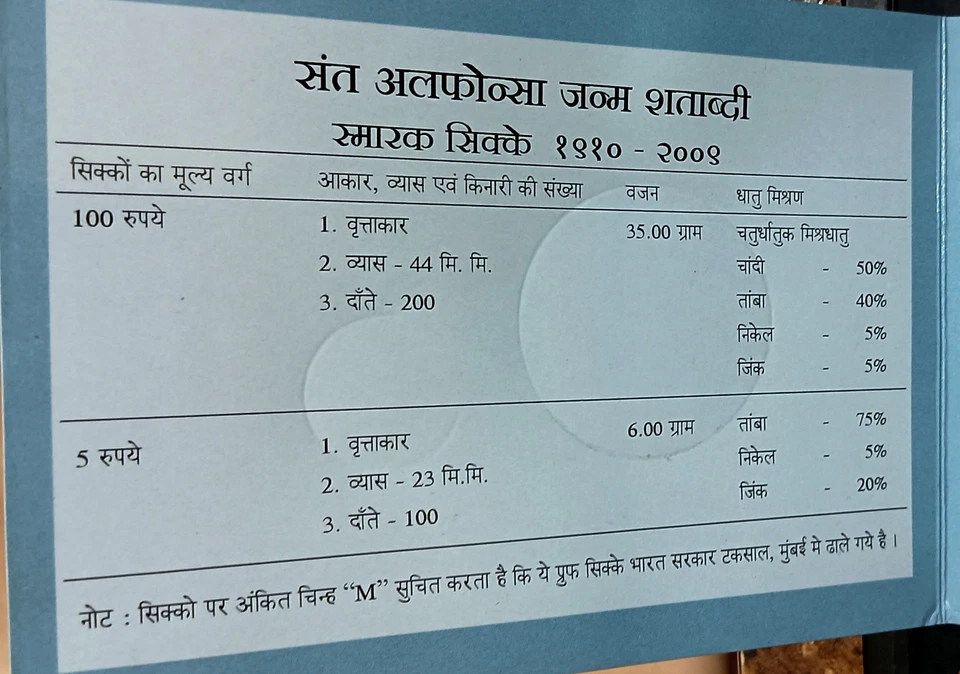 संत अलफोन्सा जन्म शताब्दी
स्मारक सिक्के १९१० - २००९
सिक्कों का मूल्य वर्ग आकार, व्यास एवं किनारी की संख्या वजन धातु मिश्रण
100 रुपये 1. वृत्ताकार 35.00 ग्राम चतुर्धातुक मिश्रधातु
2. व्यास - 44 मि. मि. चांदी - 50%
3. दाँते - 200 तांबा - 40%
निकेल - 5%
जिंक - 5%
5 रुपये 1. वृत्ताकार 6.00 ग्राम तांबा - 75%
2. व्यास - 23 मि.मि. निकेल - 5%
3. दाँते - 100 जिंक - 20%
नोट : सिक्को पर अंकित चिन्ह “M” सुचित करता है कि ये प्रुफ सिक्के भारत सरकार टकसाल, मुंबई मे ढाले गये है ।